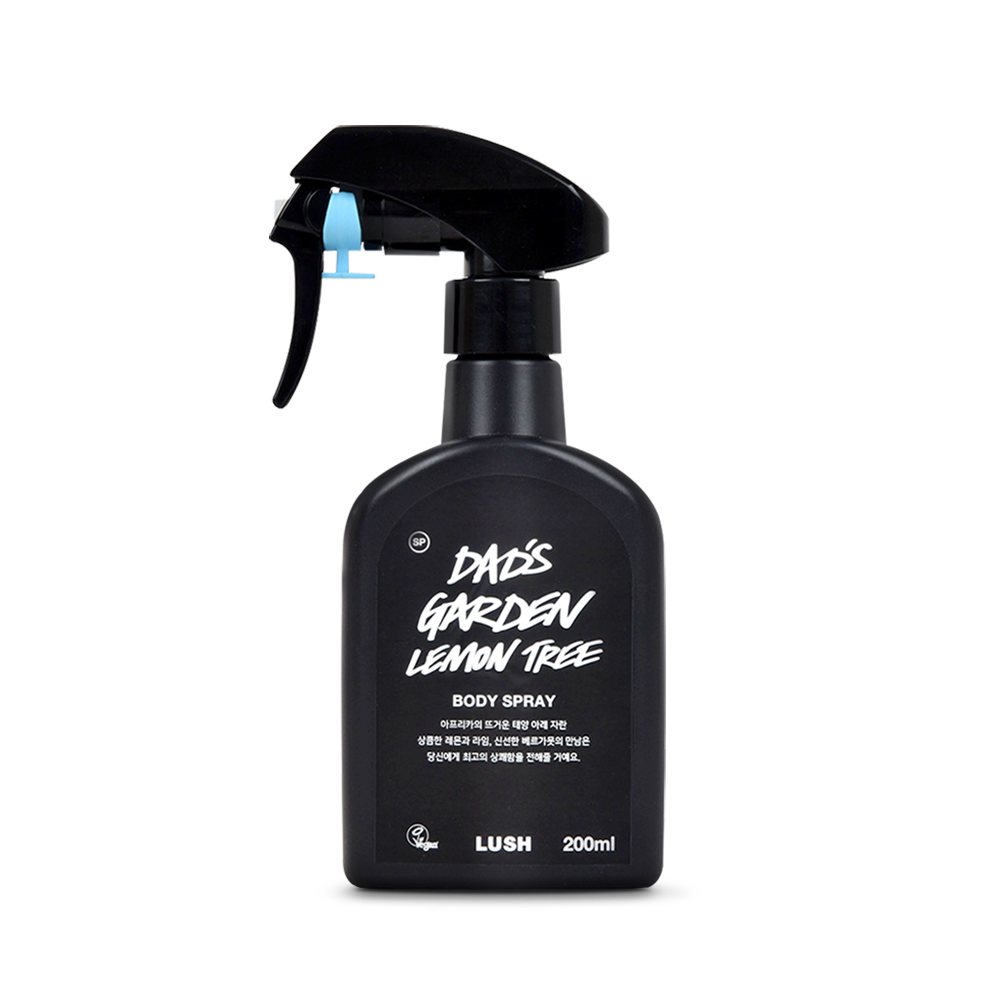 SP
DAD'S
GARDEN
LEMON TREE
BODY SPRAY
아프리카의 뜨거운 태양 아래 자란
상큼한 레몬과 라임, 신선한 베르가못의 만남은
당신에게 최고의 상쾌함을 전해줄 거예요.
Vegan
LUSH 200ml